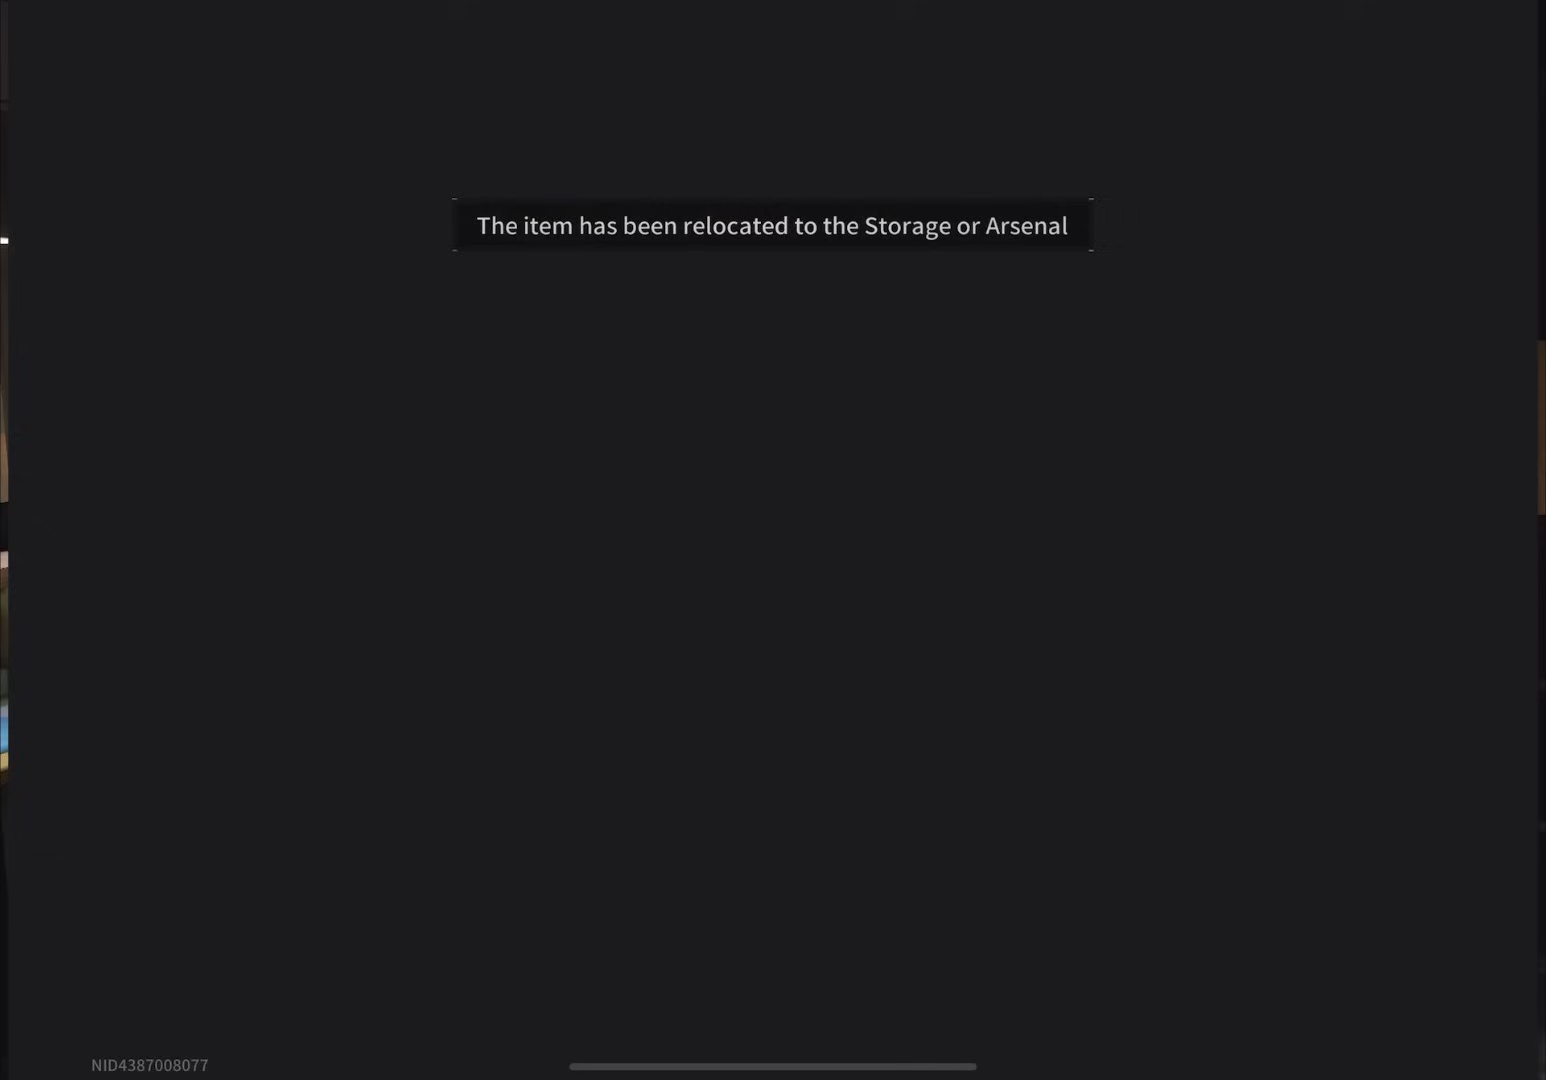 The item has been relocated to the Storage or Arsenal
NID4387008077